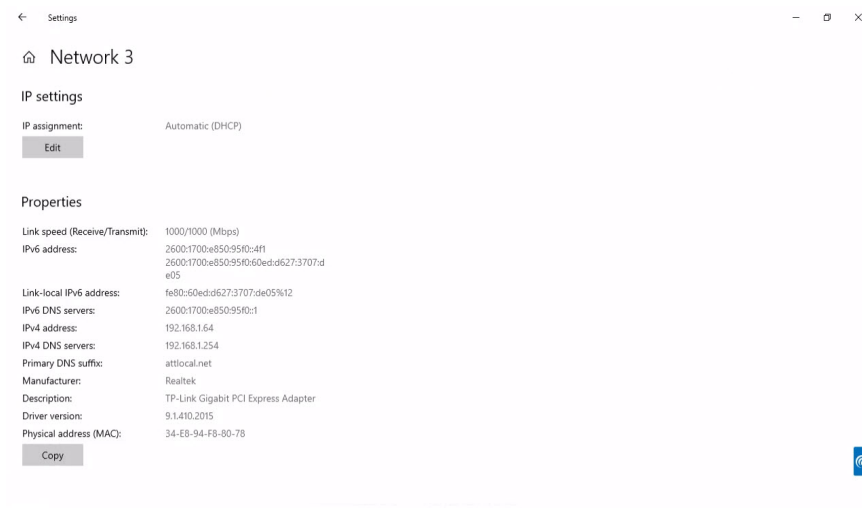 Settings
Network 3
IP settings
IP assignment: Automatic (DHCP)
Edit
Properties
Link speed (Receive/Transmit): 1000/1000 (Mbps)
IPv6 address: 2600:1700:e850:95f0::4f1
2600:1700:e850:95f0:60ed:d627:3707:d
e05
Link-local IPv6 address: fe80::60ed:d627:3707:de05%12
IPv6 DNS servers: 2600:1700:e850:95f0::1
IPv4 address: 192.168.1.64
IPv4 DNS servers: 192.168.1.254
Primary DNS suffix: attlocal.net
Manufacturer: Realtek
Description: TP-Link Gigabit PCI Express Adapter
Driver version: 9.1.410.2015
Physical address (MAC): 34-E8-94-F8-80-78
Copy